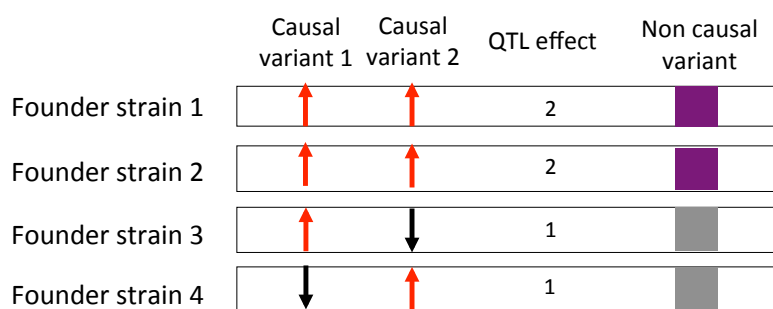 Causal variant 1
Causal variant 2
QTL effect
Non causal variant
Founder strain 1
2
Founder strain 2
2
Founder strain 3
1
Founder strain 4
1